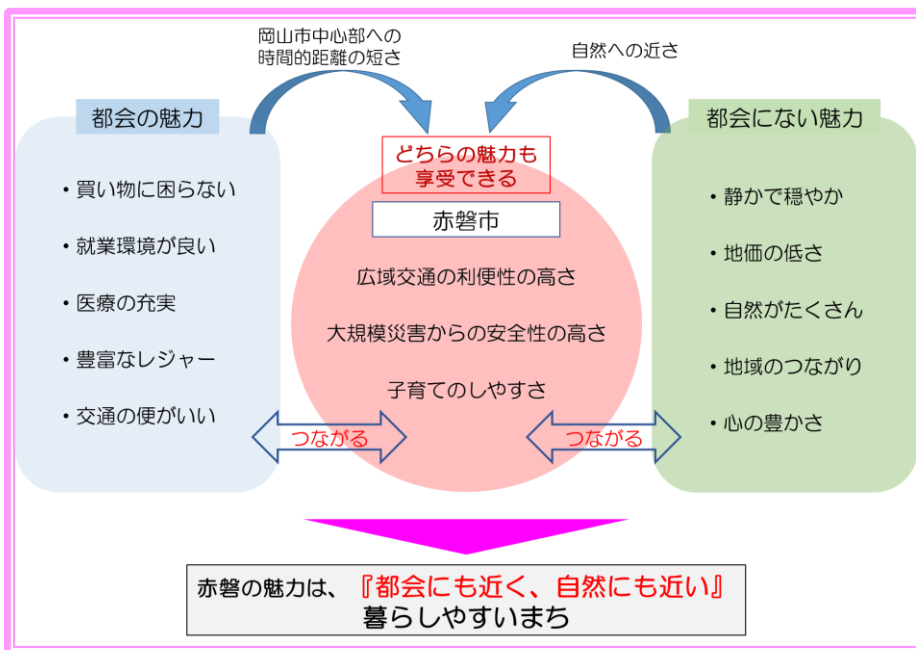 岡山市中心部への
時間的距離の短さ
自然への近さ
都会の魅力
・買い物に困らない
・就業環境が良い
・医療の充実
・豊富なレジャー
・交通の便がいい
どちらの魅力も
享受できる
赤磐市
広域交通の利便性の高さ
大規模災害からの安全性の高さ
子育てのしやすさ
つながる
つながる
都会にない魅力
・静かで穏やか
・地価の低さ
・自然がたくさん
・地域のつながり
・心の豊かさ
赤磐の魅力は、『都会にも近く、自然にも近い』
暮らしやすいまち